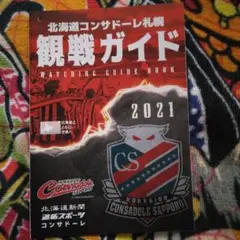 北海道コンサドーレ札幌
観戦ガイド
WATCHING GUIDE BOOK
2021
CS
HOKKAIDO
CONSADOLE SAPPORO
Consadole
北海道新聞
道新スポーツ
コンサドーレ